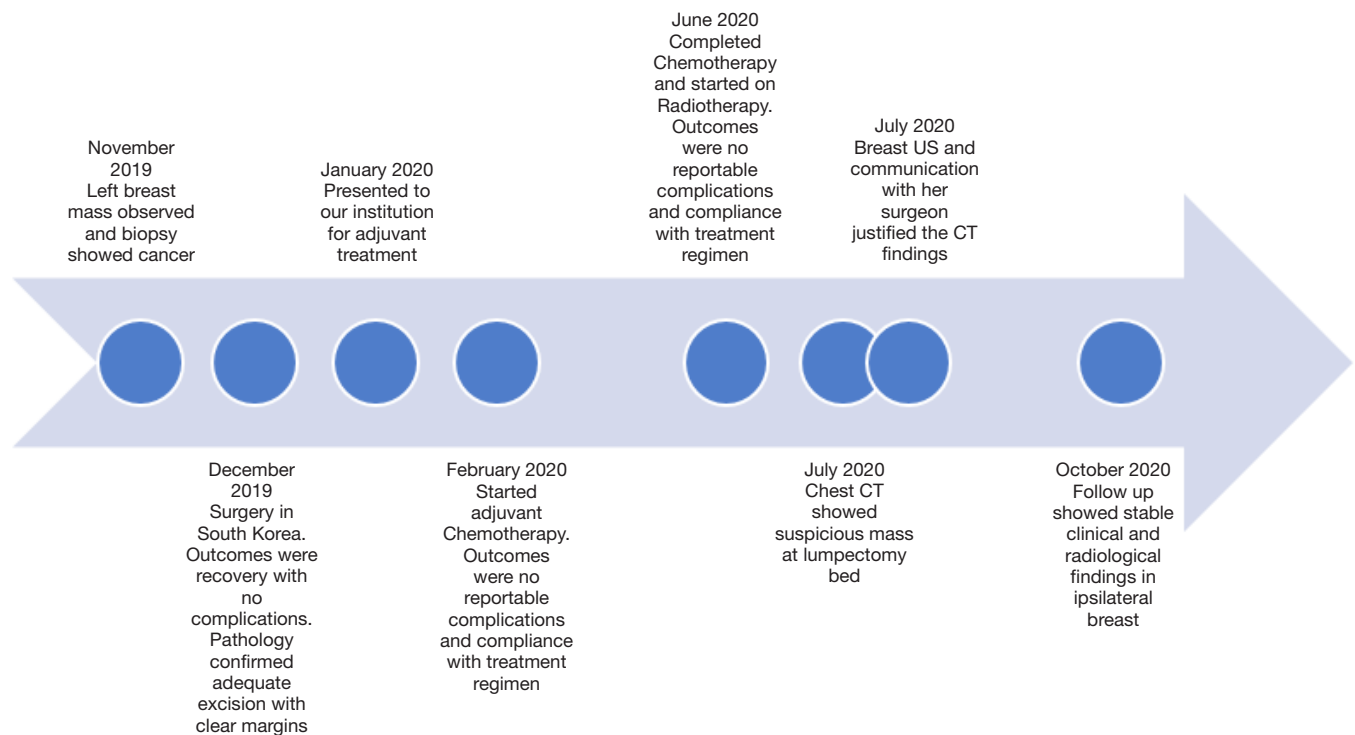 November
2019
Left breast
mass observed
and biopsy
showed cancer
December
2019
Surgery in
South Korea.
Outcomes were
recovery with
no
complications.
Pathology
confirmed
adequate
excision with
clear margins
January 2020
Presented to
our institution
for adjuvant
treatment
February 2020
Started
adjuvant
Chemotherapy.
Outcomes
were no
reportable
complications
and compliance
with treatment
regimen
June 2020
Completed
Chemotherapy
and started on
Radiotherapy.
Outcomes
were no
reportable
complications
and compliance
with treatment
regimen
July 2020
Chest CT
showed
suspicious mass
at lumpectomy
bed
July 2020
Breast US and
communication
with her
surgeon
justified the CT
findings
October 2020
Follow up
showed stable
clinical and
radiological
findings in
ipsilateral
breast